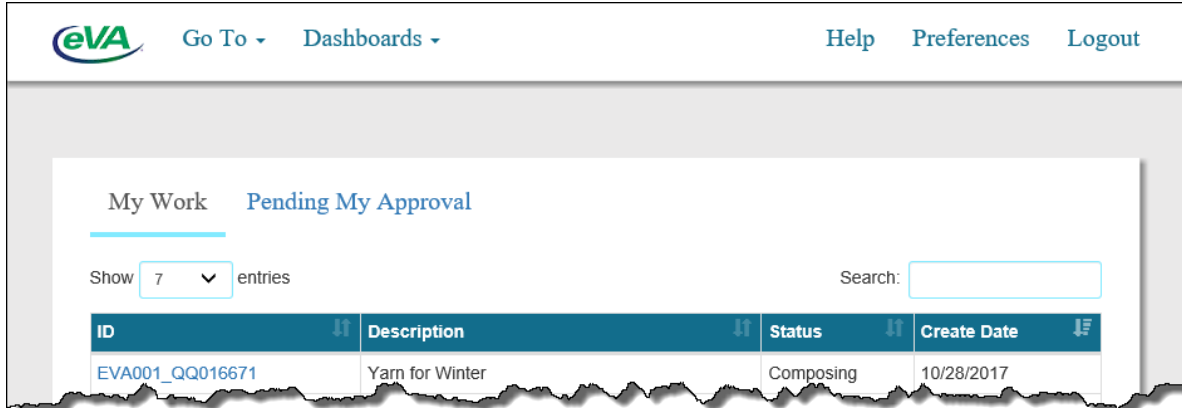 eVA Go To Dashboards Help Preferences Logout
My Work Pending My Approval
Show 7 entries Search:
ID Description Status Create Date
EVA001_QQ016671 Yarn for Winter Composing 10/28/2017